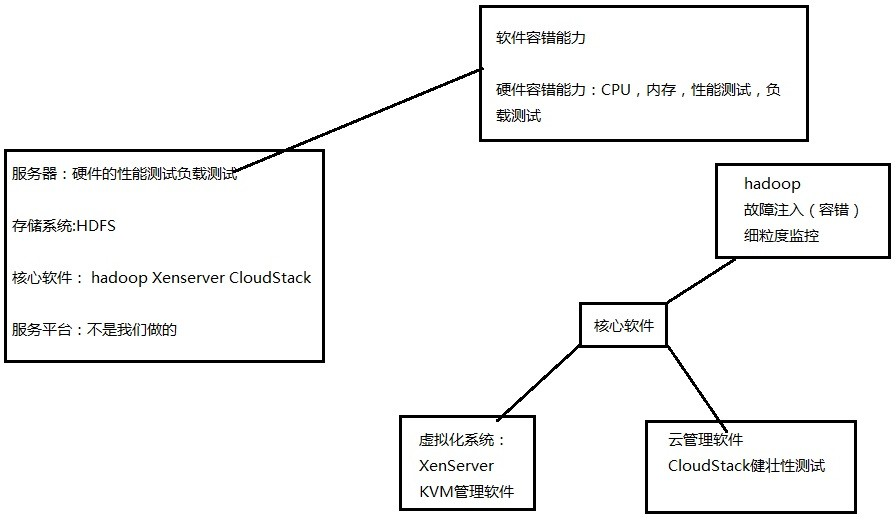 软件容错能力
硬件容错能力：CPU，内存，性能测试，负
载测试
服务器：硬件的性能测试负载测试
存储系统:HDFS
核心软件： hadoop Xenserver CloudStack
服务平台：不是我们做的
hadoop
故障注入（容错）
细粒度监控
核心软件
虚拟化系统：
XenServer
KVM管理软件
云管理软件
CloudStack健壮性测试